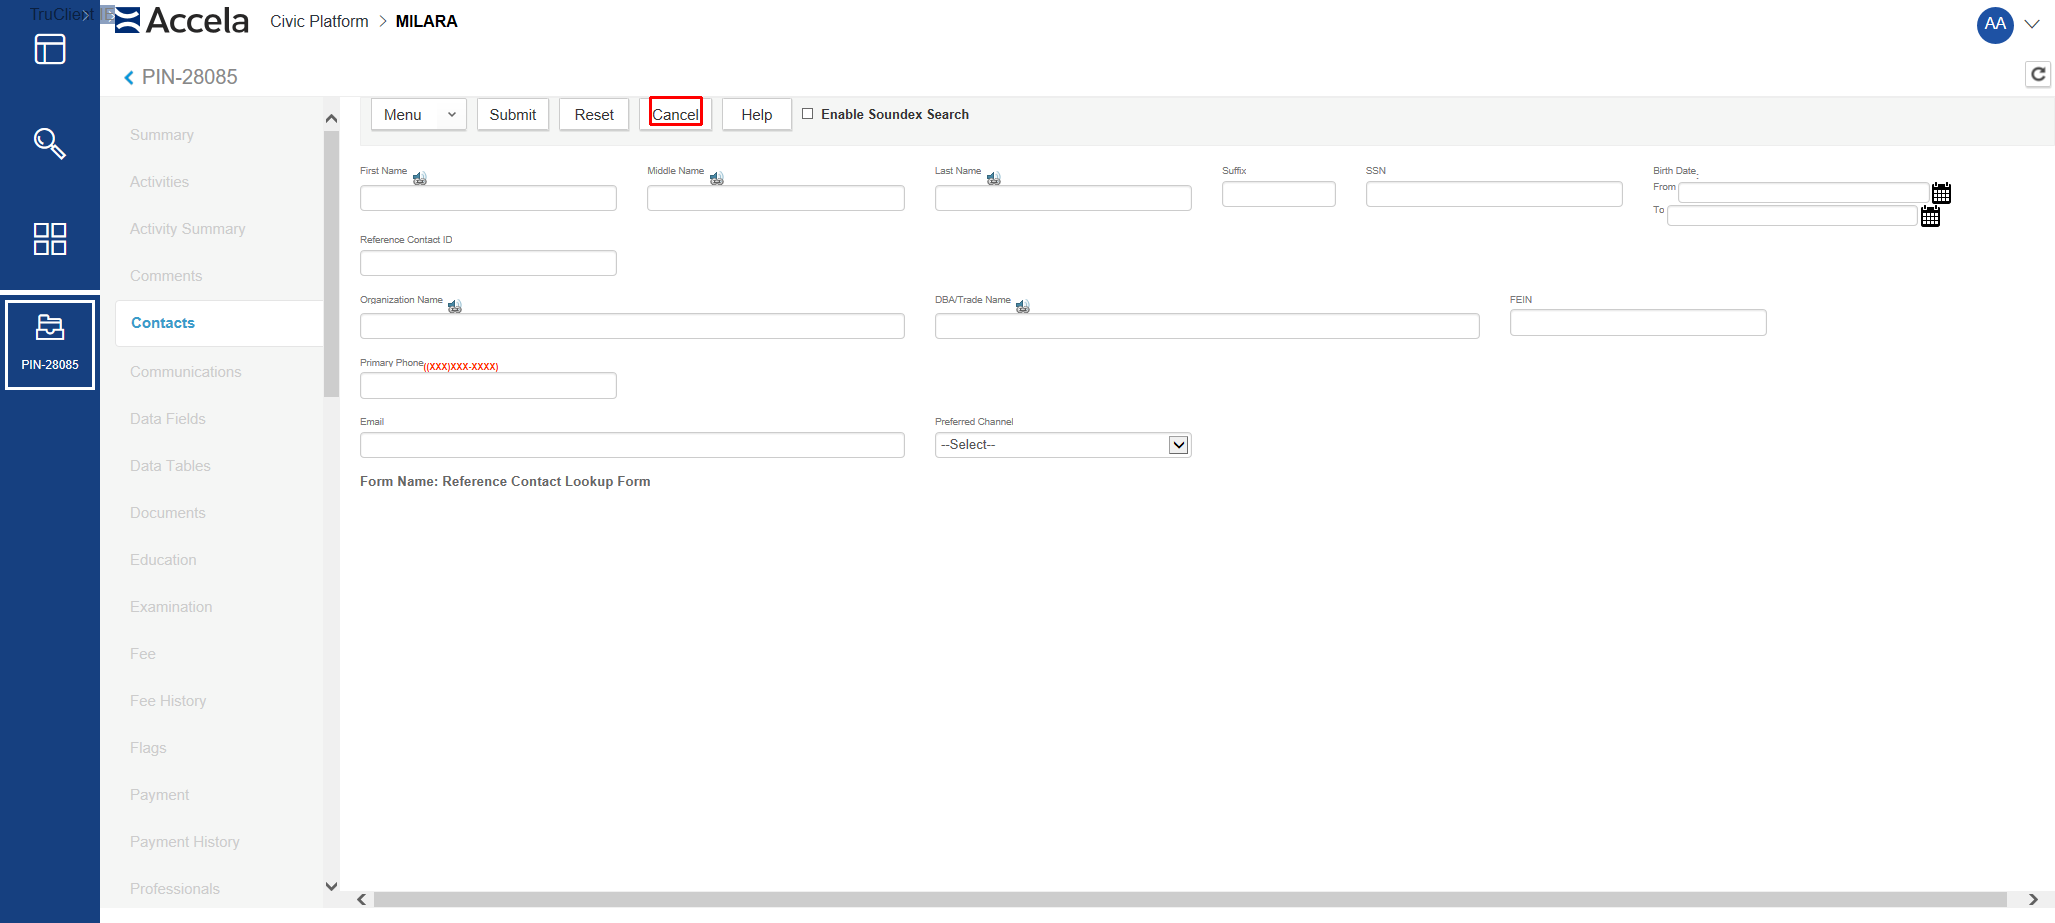 TruClient
Accela
Civic Platform > MILARA
AA
PIN-28085
PIN-28085
Summary
Activities
Activity Summary
Comments
Contacts
Communications
Data Fields
Data Tables
Documents
Education
Examination
Fee
Fee History
Flags
Payment
Payment History
Professionals
Menu Submit Reset Cancel Help Enable Soundex Search
First Name Middle Name Last Name Suffix SSN Birth Date:
From
To
Reference Contact ID
Organization Name DBA/Trade Name FEIN
Primary Phone((XXX)XXX-XXXX)
Email Preferred Channel
--Select--
Form Name: Reference Contact Lookup Form